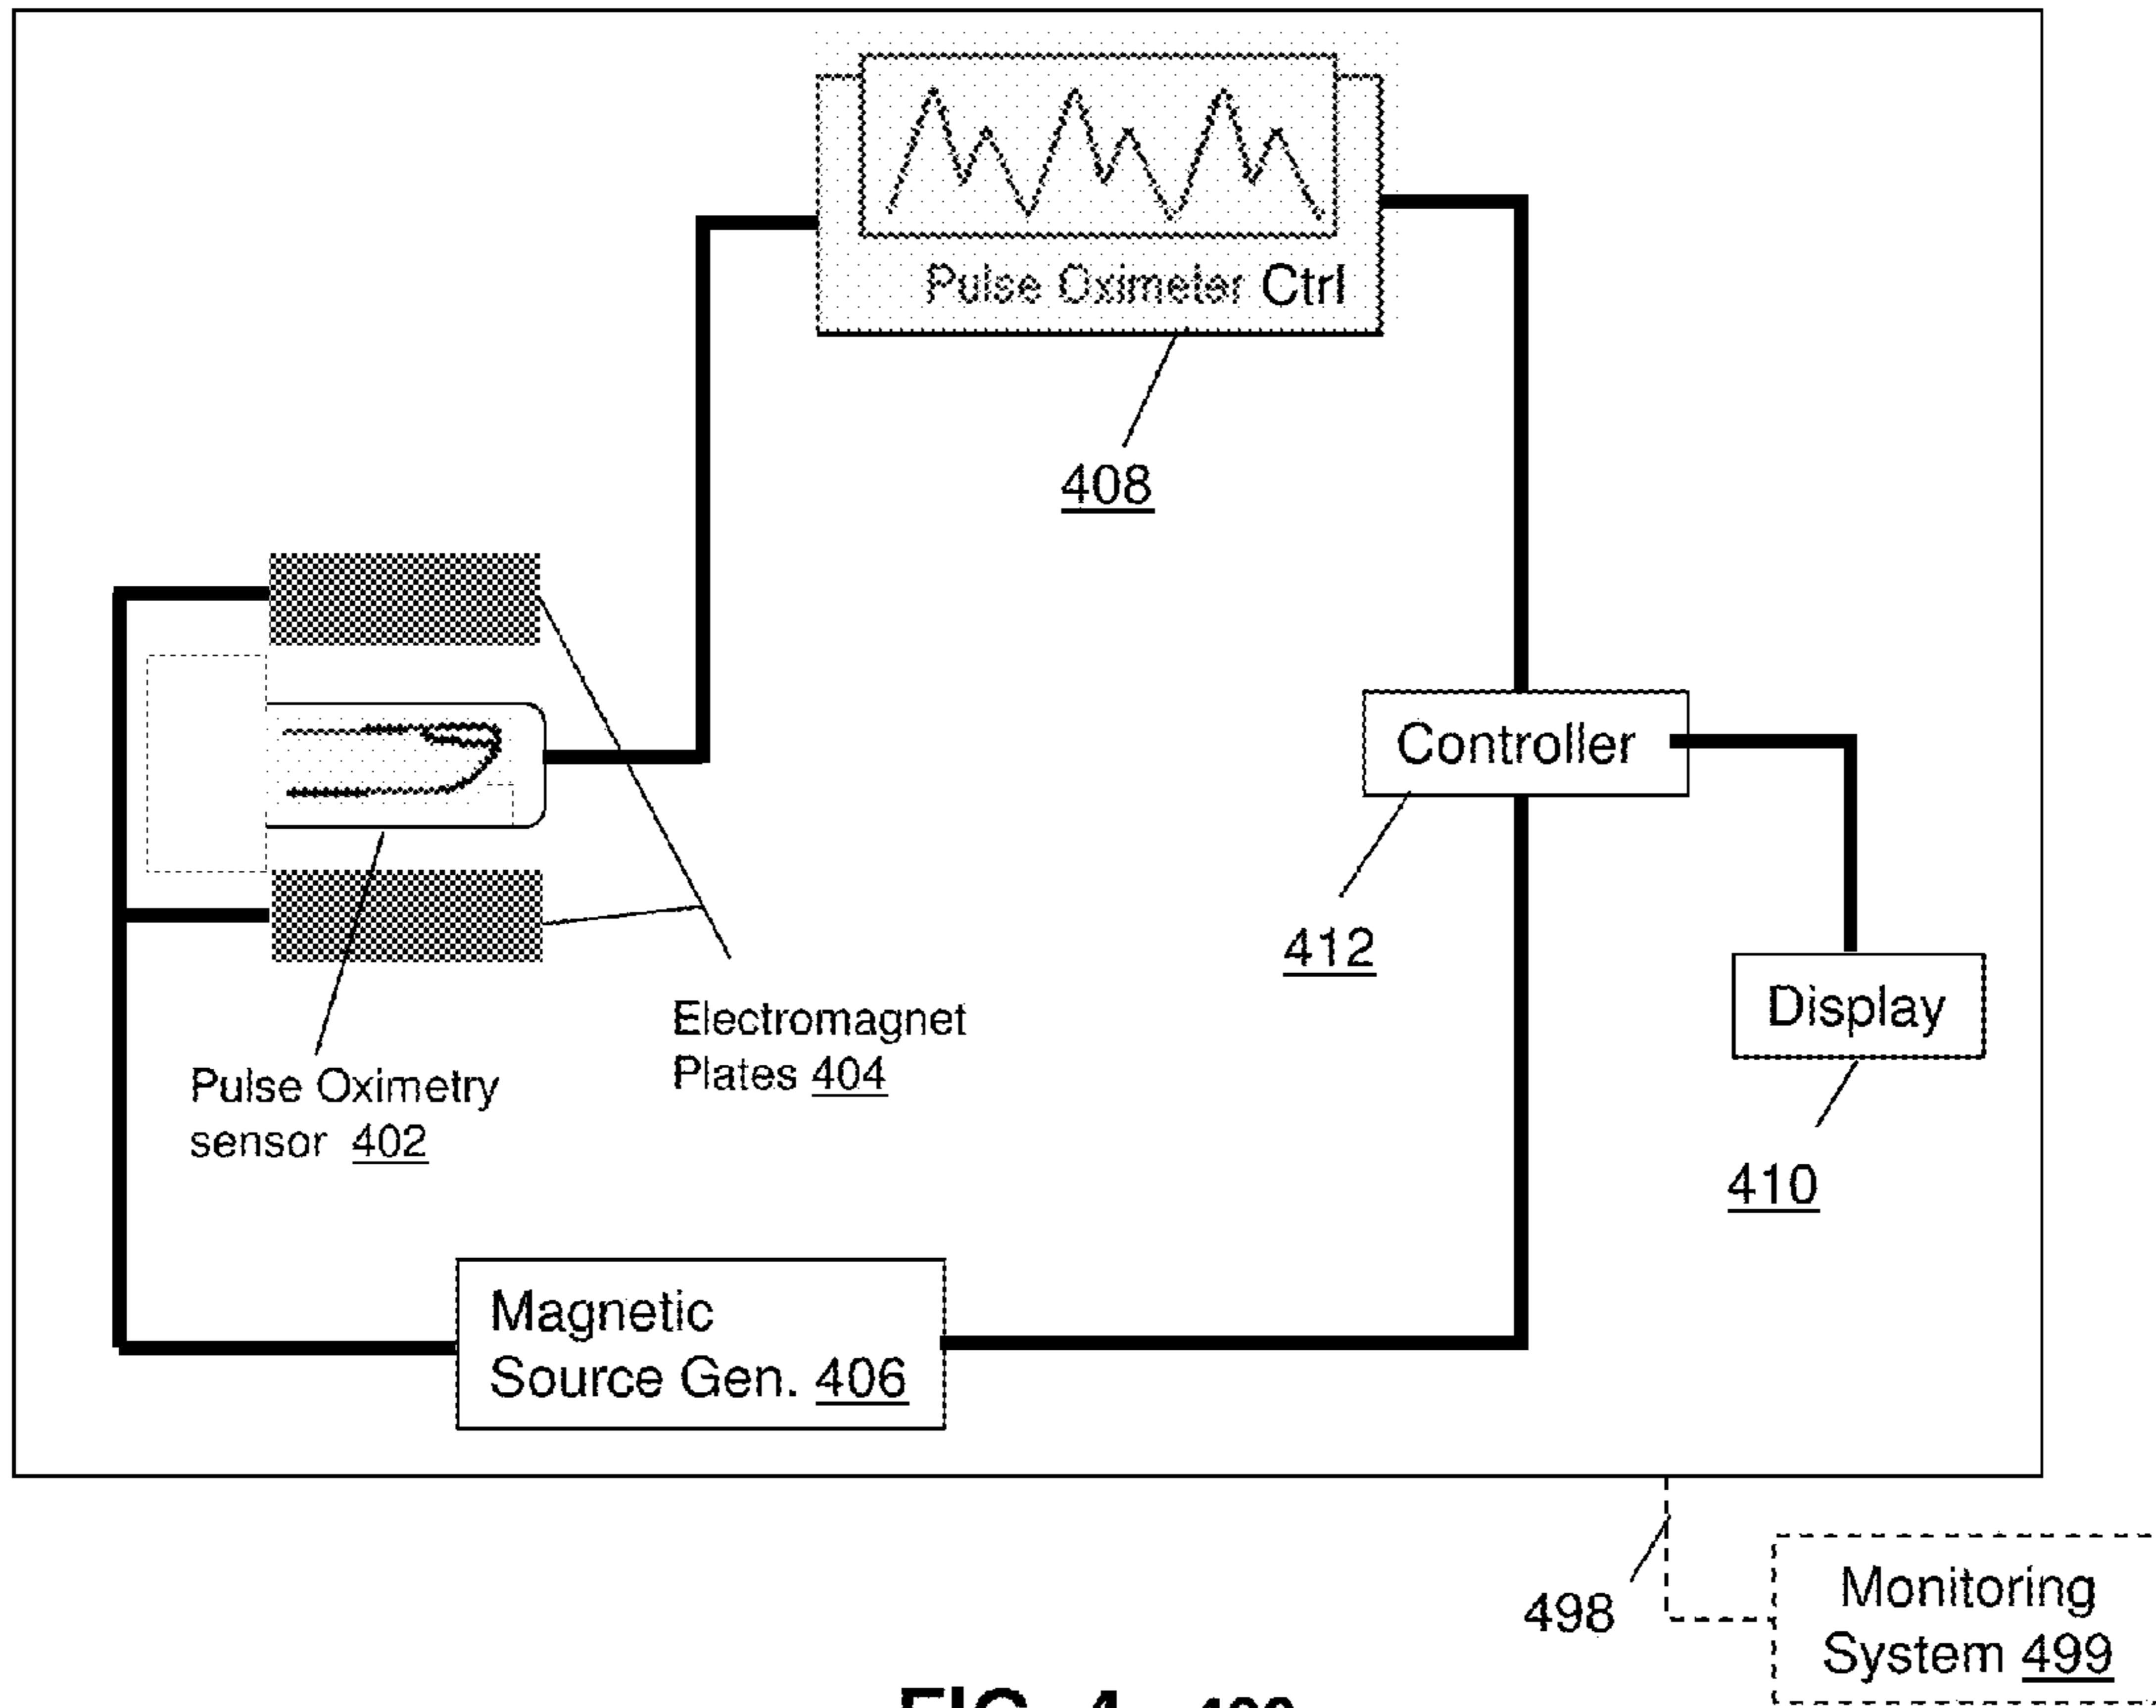 Pulse Oximeter Ctrl
408
Controller
412
Display
410
Electromagnet
Plates 404
Pulse Oximetry
sensor 402
Magnetic
Source Gen. 406
498
Monitoring
System 499